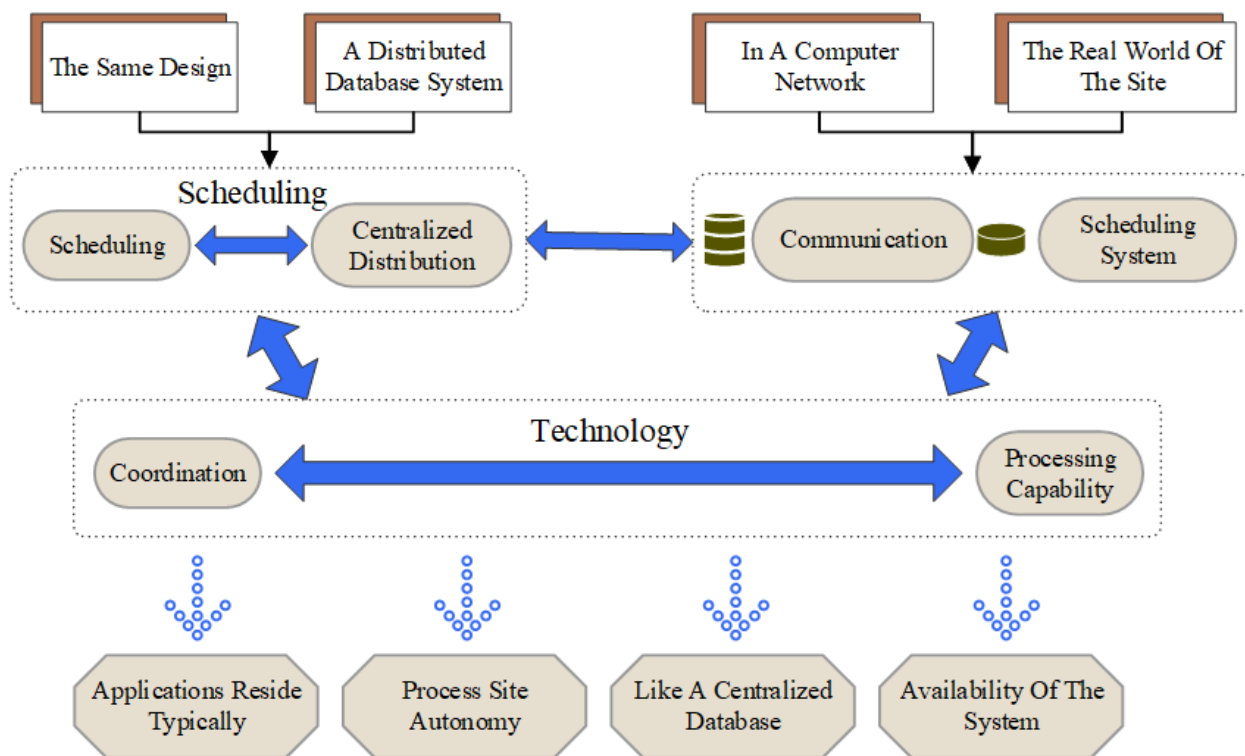 The Same
Design
A Distributed
Database System
In A Computer
Network
The Real World Of
The Site
Scheduling
Scheduling
Centralized
Distribution
Communication
Scheduling
System
Technology
Coordination
Processing
Capability
Applications Reside
Typically
Process Site
Autonomy
Like A Centralized
Database
Availability Of The
System